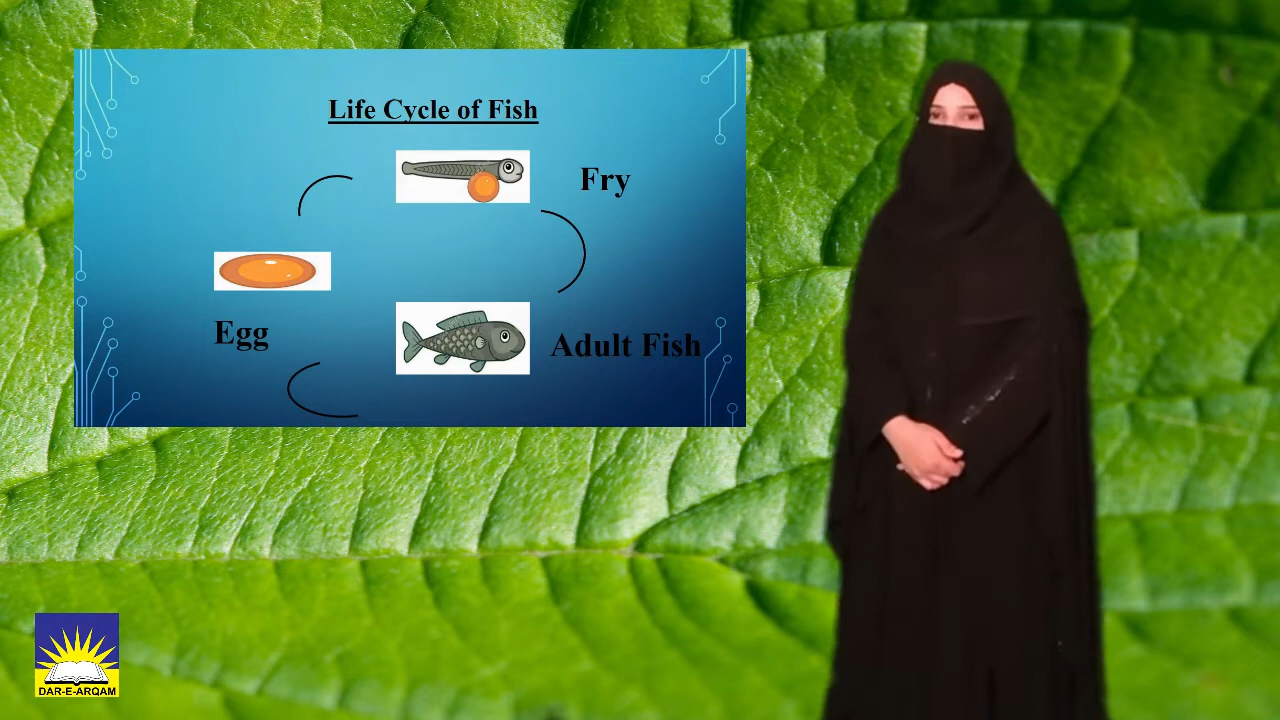 Life Cycle of Fish
Fry
Egg
Adult Fish
DAR-E-ARQAM